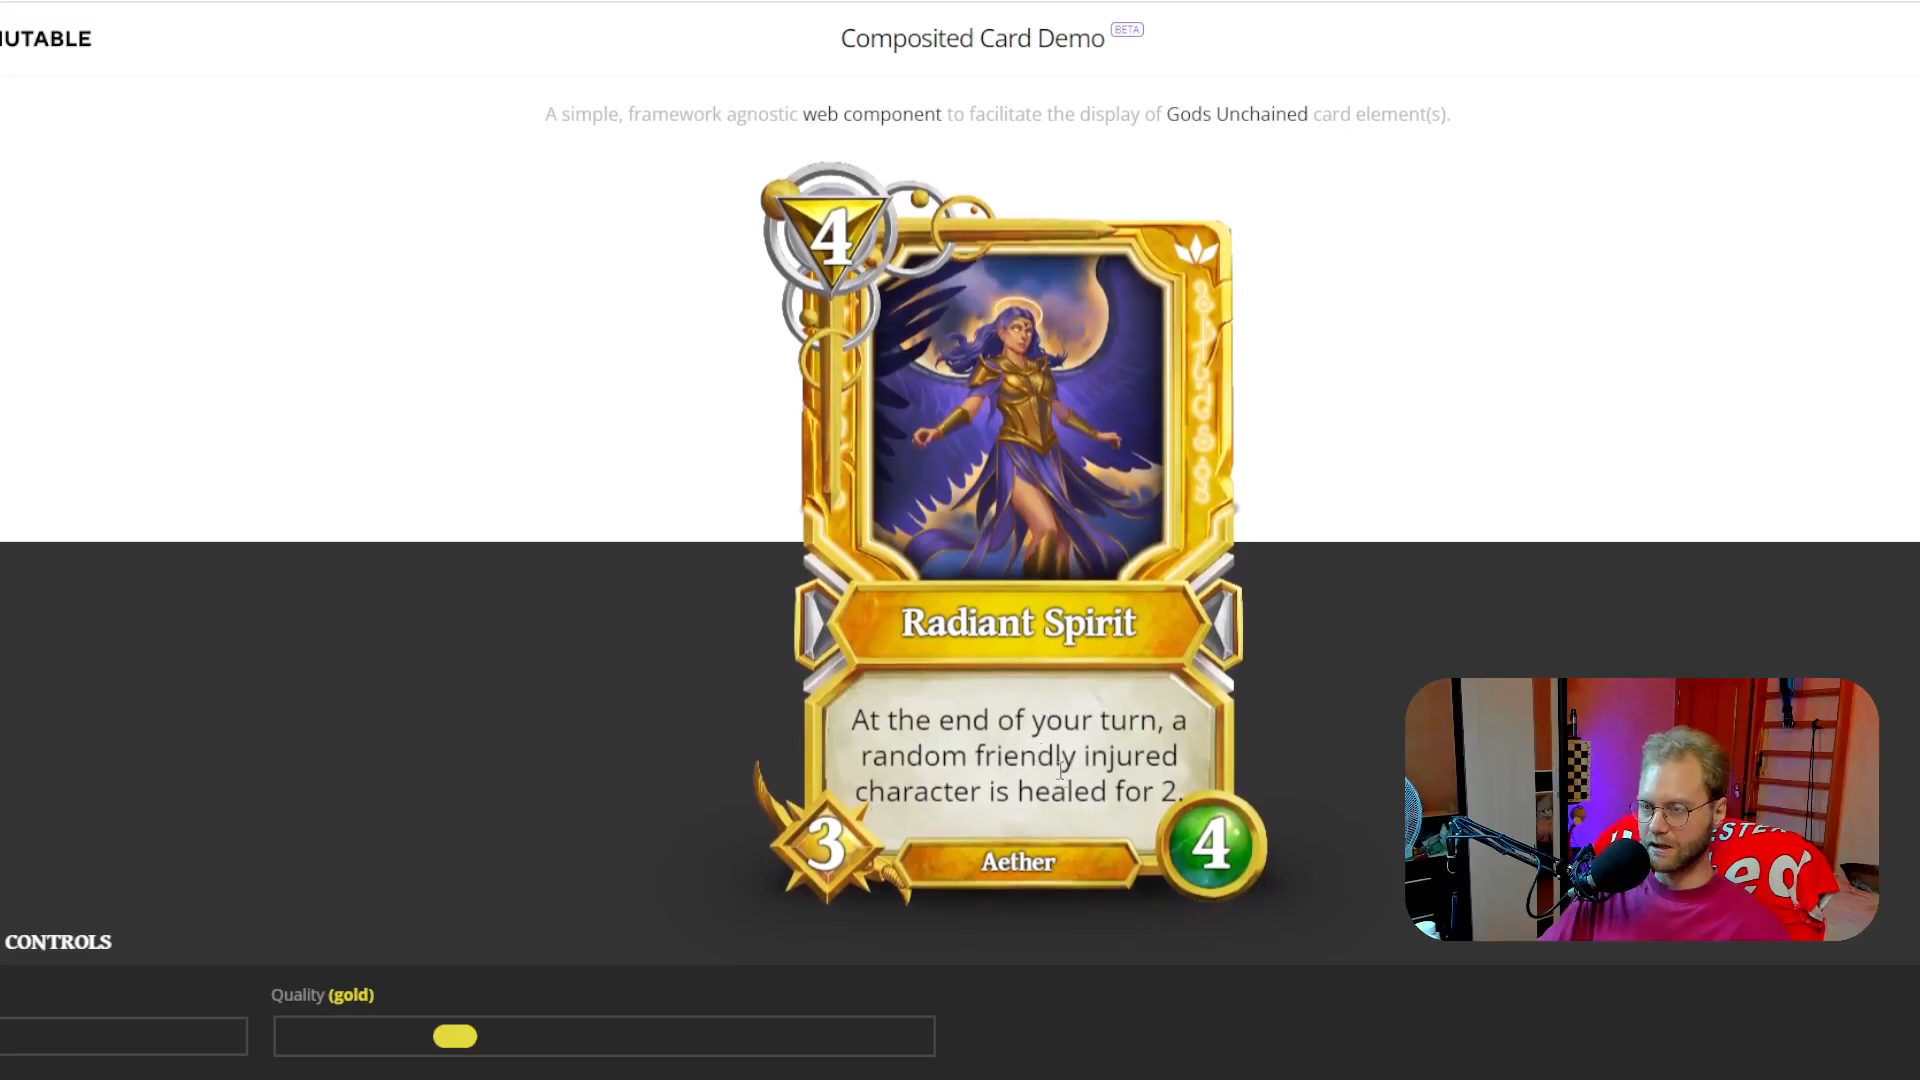 MUTABLE
Composited Card Demo BETA
A simple, framework agnostic web component to facilitate the display of Gods Unchained card element(s).
4
Radiant Spirit
At the end of your turn, a
random friendly injured
character is healed for 2.
3
Aether
4
CONTROLS
Quality (gold)